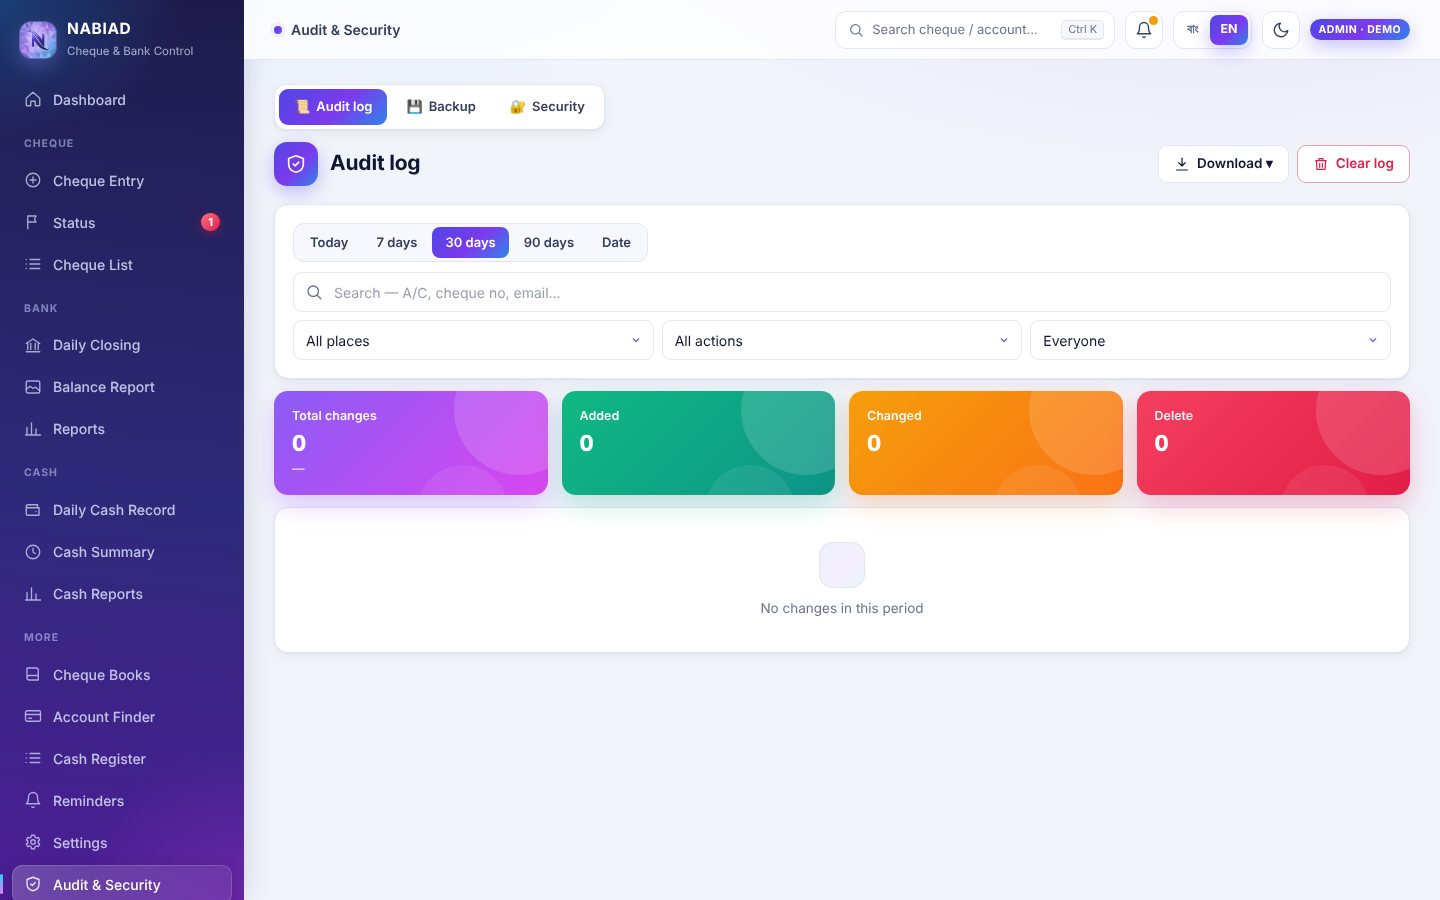 NABIAD
Cheque & Bank Control
Dashboard
CHEQUE
Cheque Entry
Status 1
Cheque List
BANK
Daily Closing
Balance Report
Reports
CASH
Daily Cash Record
Cash Summary
Cash Reports
MORE
Cheque Books
Account Finder
Cash Register
Reminders
Settings
Audit & Security
Audit & Security
Search cheque / account... Ctrl K
বাং EN
ADMIN · DEMO
Audit log Backup Security
Audit log
Download ▾ Clear log
Today 7 days 30 days 90 days Date
Search — A/C, cheque no, email...
All places All actions Everyone
Total changes
0
—
Added
0
Changed
0
Delete
0
No changes in this period